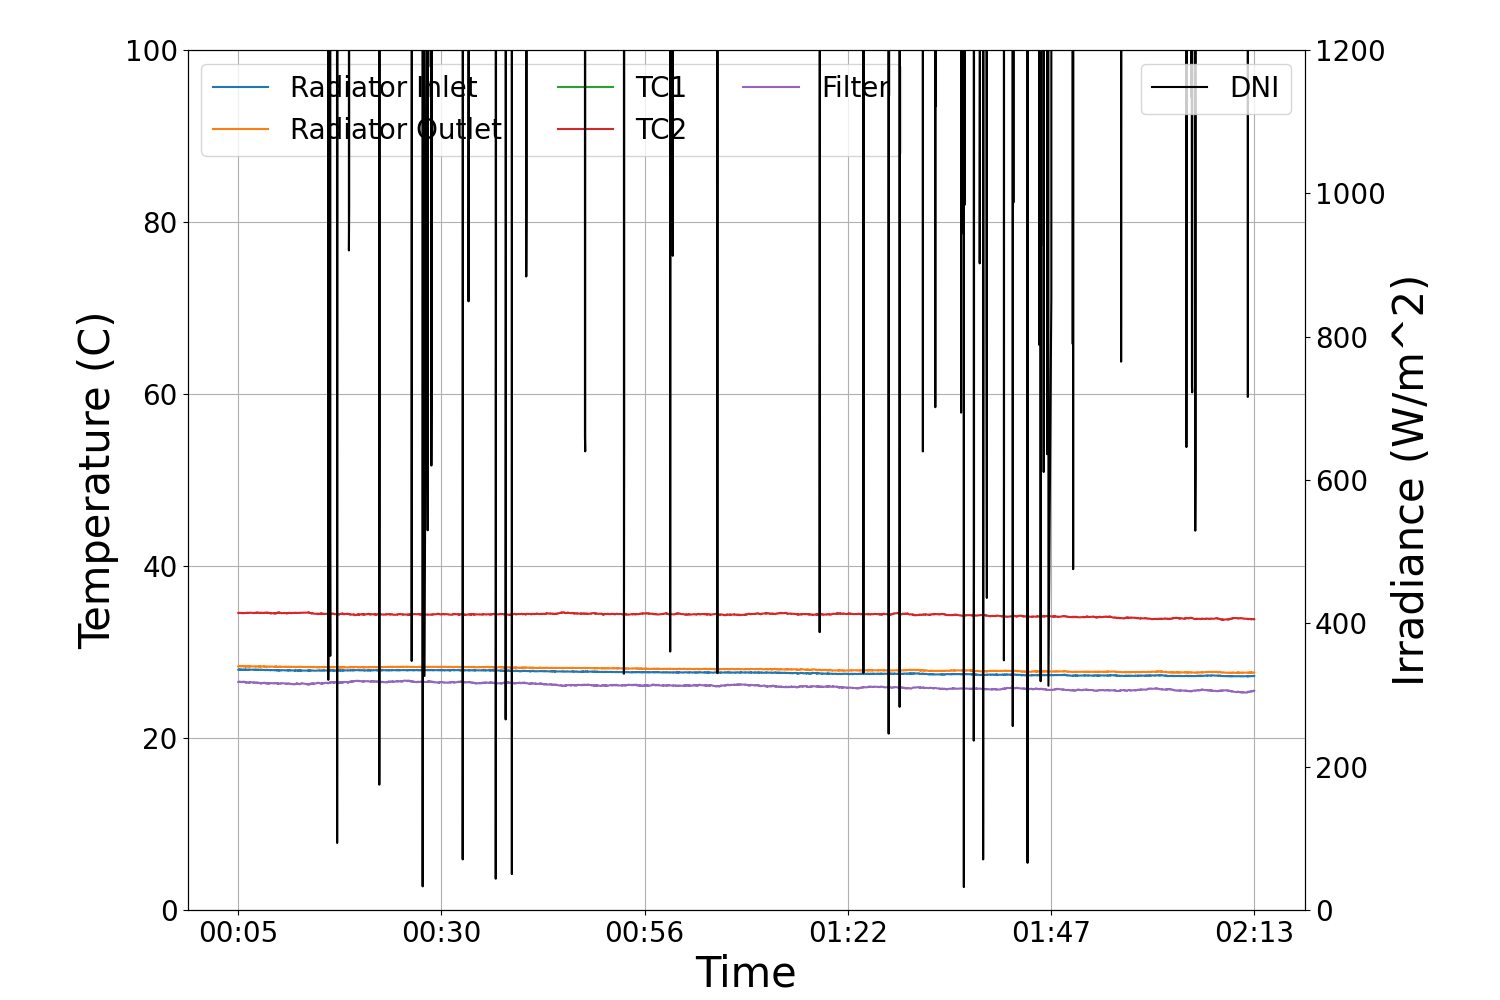 100
80
60
40
20
0
Temperature (C)
Radiator Inlet
Radiator Outlet
TC1
TC2
Filter
DNI
1200
1000
800
600
400
200
0
Irradiance (W/m^2)
00:05 00:30 00:56 01:22 01:47 02:13
Time